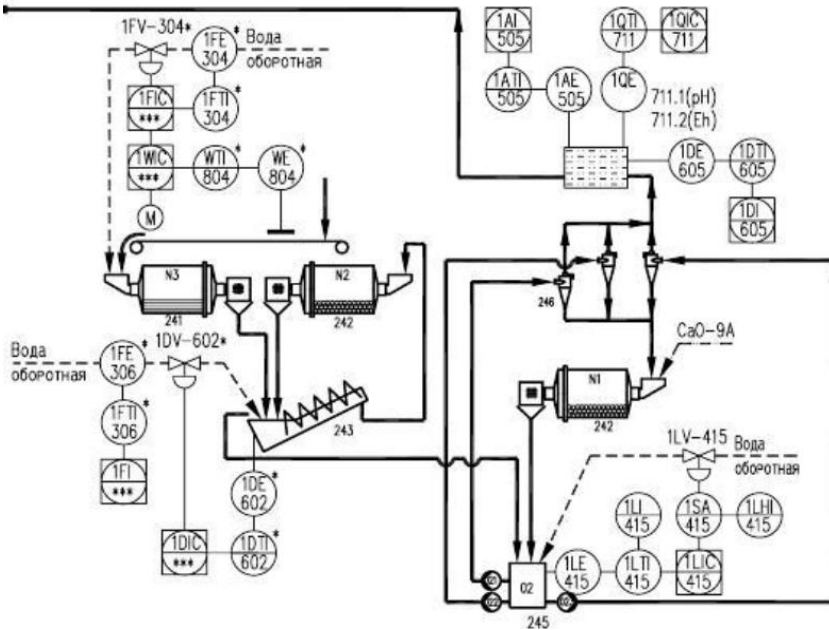 1FV-304*
1FE
304
*
Вода
оборотная
1FIC
***
1FTI
304
*
1WIC
***
WTI
804
*
WE
804
*
M
1AI
505
1ATI
505
1AE
505
1QTI
711
1QIC
711
1QE
711.1(pH)
711.2(Eh)
1DE
605
1DTI
605
1DI
605
N3
241
N2
242
246
1DV-602*
Вода
оборотная
1FE
306
*
1FTI
306
*
1FI
***
243
1DE
602
*
1DIC
***
1DTI
602
*
CaO-9A
N1
242
1LV-415
Вода
оборотная
1LI
415
1SA
415
1LHI
415
1LE
415
1LTI
415
1LIC
415
02
245